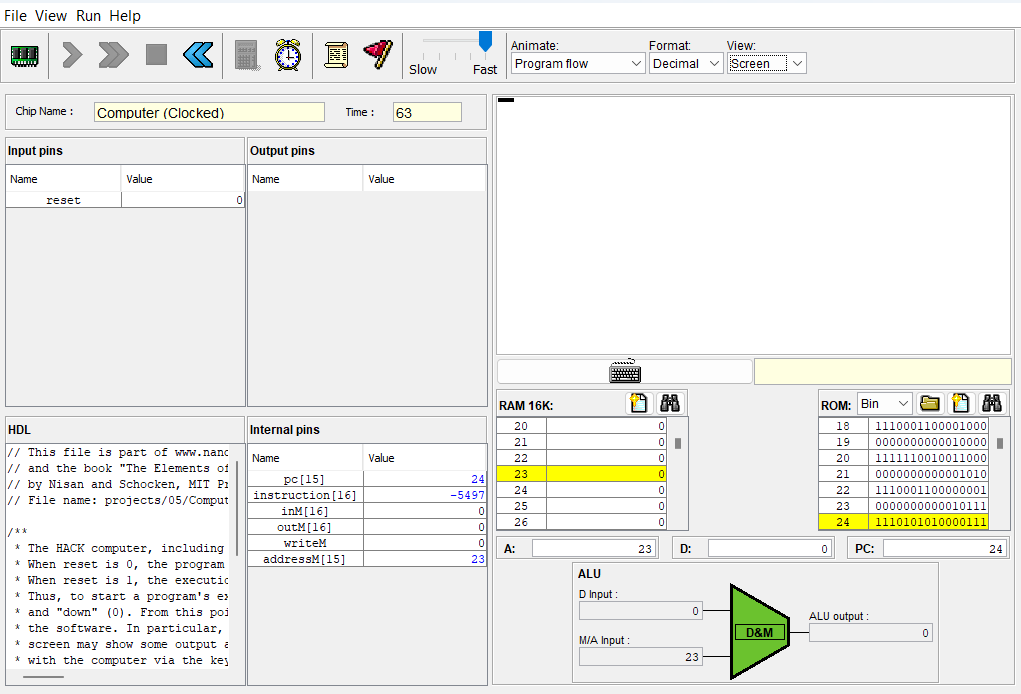 File View Run Help
Slow Fast
Animate: Format: View:
Program flow Decimal Screen
Chip Name : Computer (Clocked) Time : 63
Input pins
Name Value
reset 0
Output pins
Name Value
HDL
// This file is part of www.nand
// and the book "The Elements of
// by Nisan and Schocken, MIT Pr
// File name: projects/05/Comput
/**
* The HACK computer, including
* When reset is 0, the program
* When reset is 1, the executio
* Thus, to start a program's ex
* and "down" (0). From this poi
* the software. In particular,
* screen may show some output a
* with the computer via the key
Internal pins
Name Value
pc[15] 24
instruction[16] -5497
inM[16] 0
outM[16] 0
writeM 0
addressM[15] 23
RAM 16K:
20 0
21 0
22 0
23 0
24 0
25 0
26 0
ROM: Bin
18 1110001100001000
19 0000000000010000
20 1111110010011000
21 0000000000001010
22 1110001100000001
23 0000000000010111
24 1110101010000111
A: 23 D: 0 PC: 24
ALU
D Input :
0
M/A Input :
23
D&M
ALU output :
0